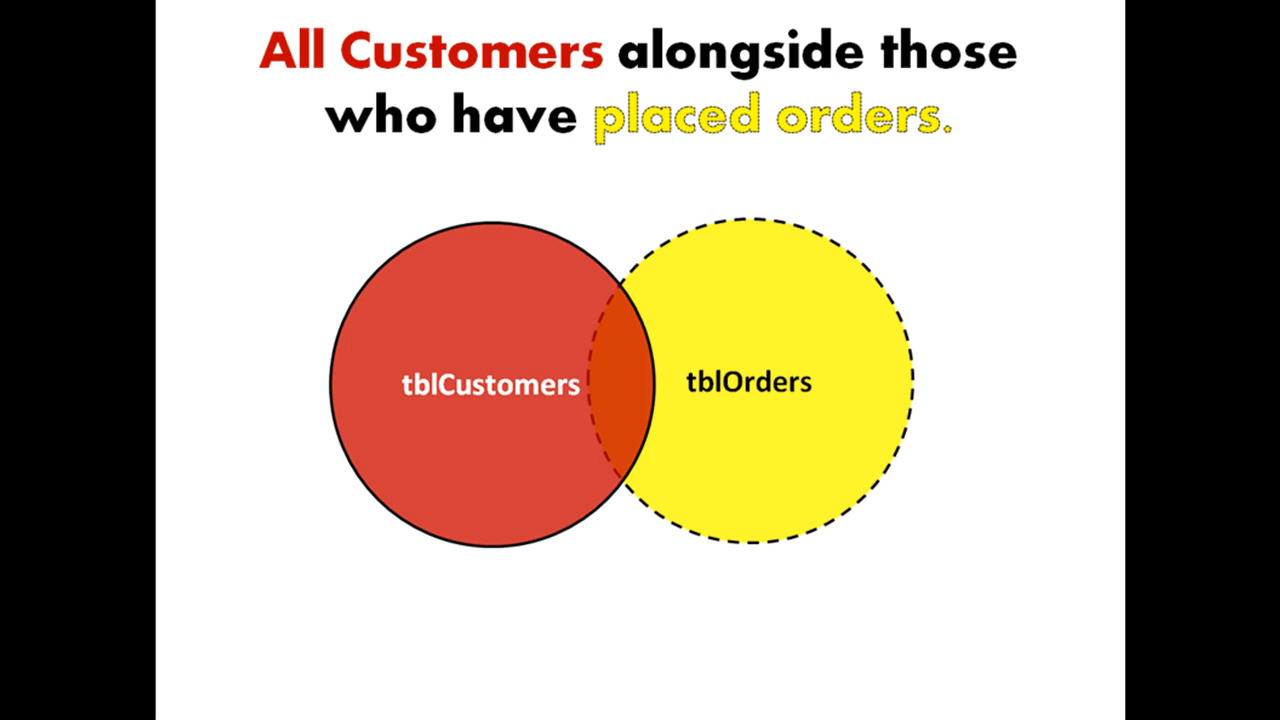 All Customers alongside those
who have placed orders.
tblCustomers
tblOrders